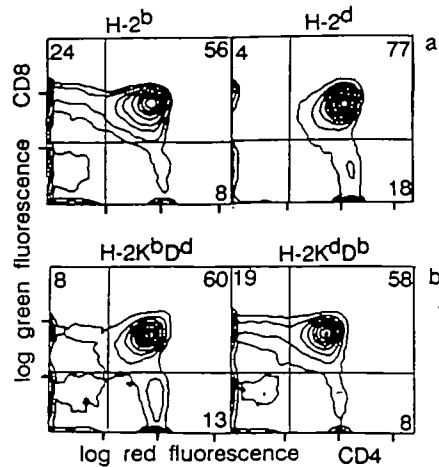 H-2ᵇ H-2ᵈ
a
24 56 4 77
CD8
8 18
log green fluorescence
H-2KᵇDᵈ H-2KᵈDᵇ
b
8 60 19 58
13 8
log red fluorescence CD4